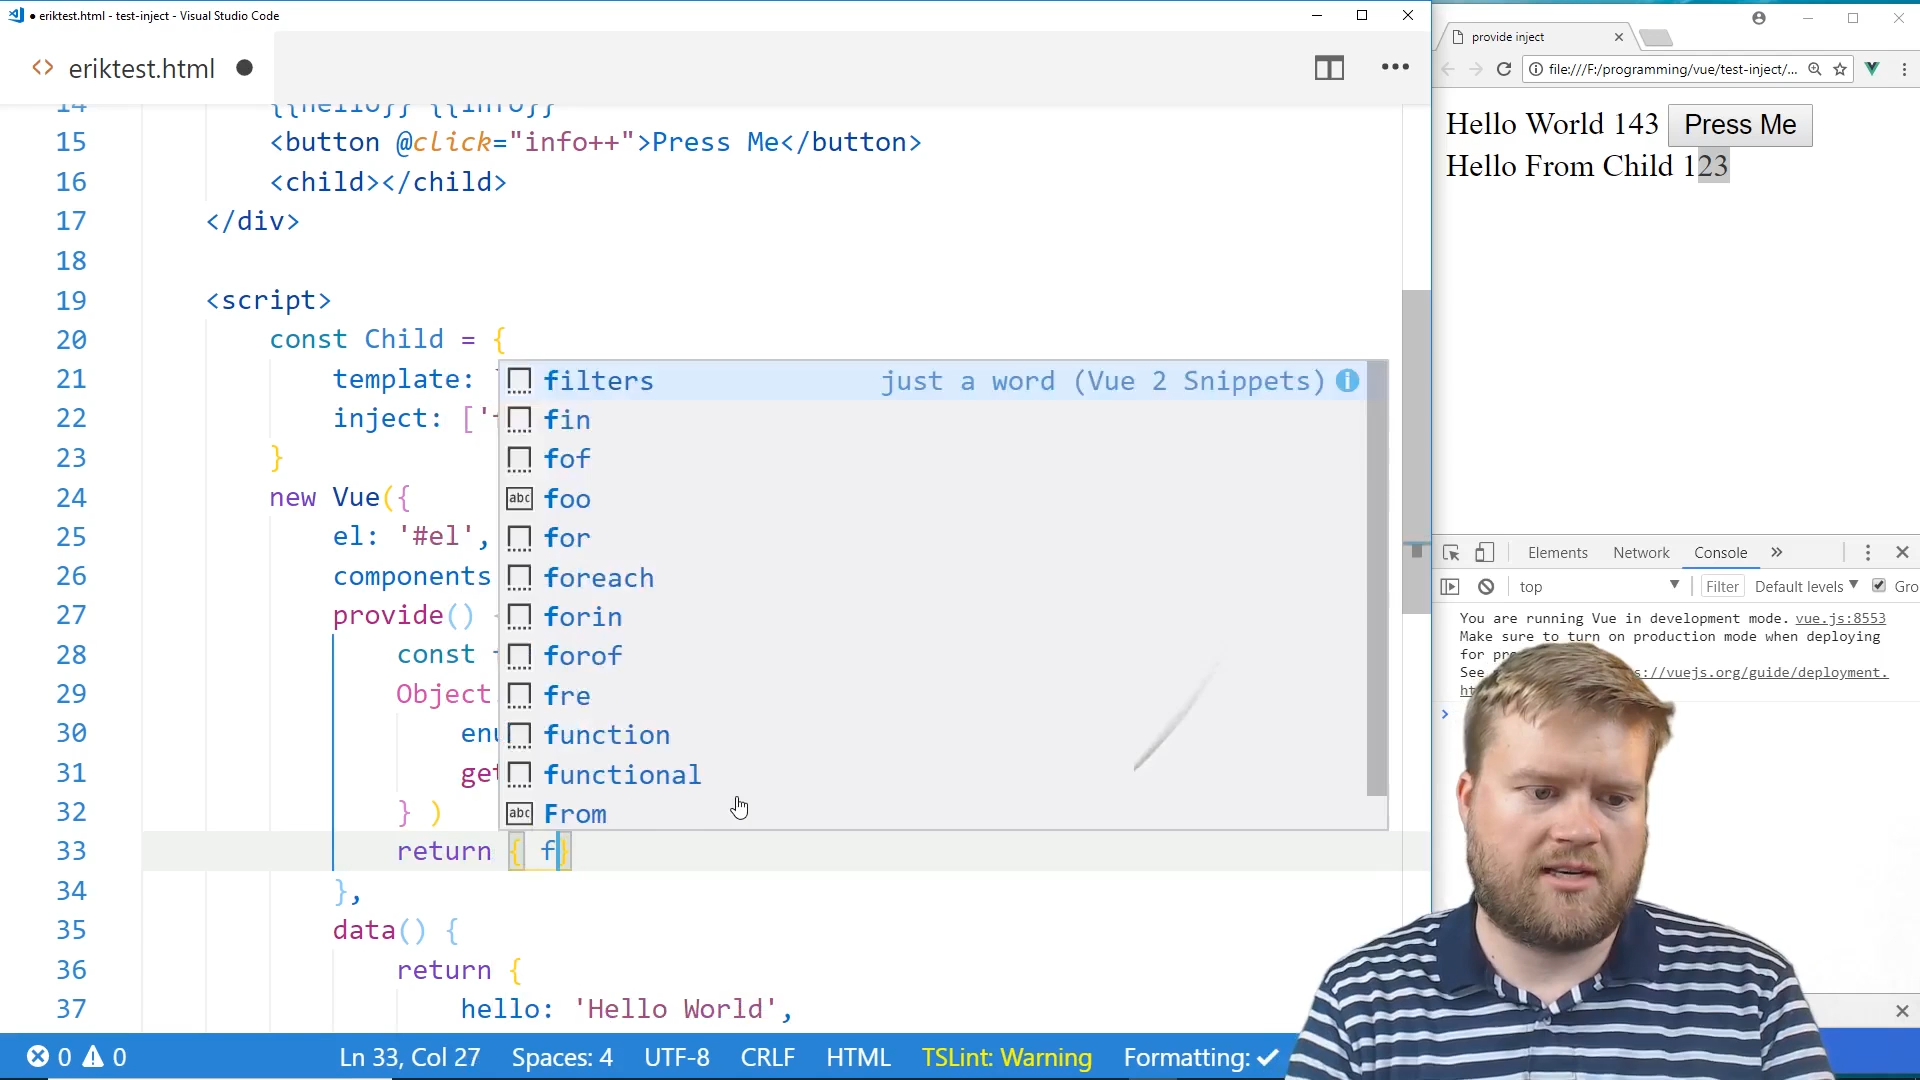 ● eriktest.html - test-inject - Visual Studio Code
<> eriktest.html ●
14 {{hello}} {{info}}
15 <button @click="info++">Press Me</button>
16 <child></child>
17 </div>
18
19 <script>
20 const Child = {
21 template: `
22 inject: ['
23 }
24 new Vue({
25 el: '#el',
26 components
27 provide() {
28 const
29 Object
30 enu
31 get
32 } )
33 return { f}
34 },
35 data() {
36 return {
37 hello: 'Hello World',
filters just a word (Vue 2 Snippets)
fin
fof
abc foo
for
foreach
forin
forof
fre
function
functional
abc From
0 0 Ln 33, Col 27 Spaces: 4 UTF-8 CRLF HTML TSLint: Warning Formatting: ✓
provide inject
file:///F:/programming/vue/test-inject/...
Hello World 143 Press Me
Hello From Child 123
Elements Network Console »
top Filter Default levels Gro
You are running Vue in development mode. vue.js:8553
Make sure to turn on production mode when deploying
for
See s://vuejs.org/guide/deployment.